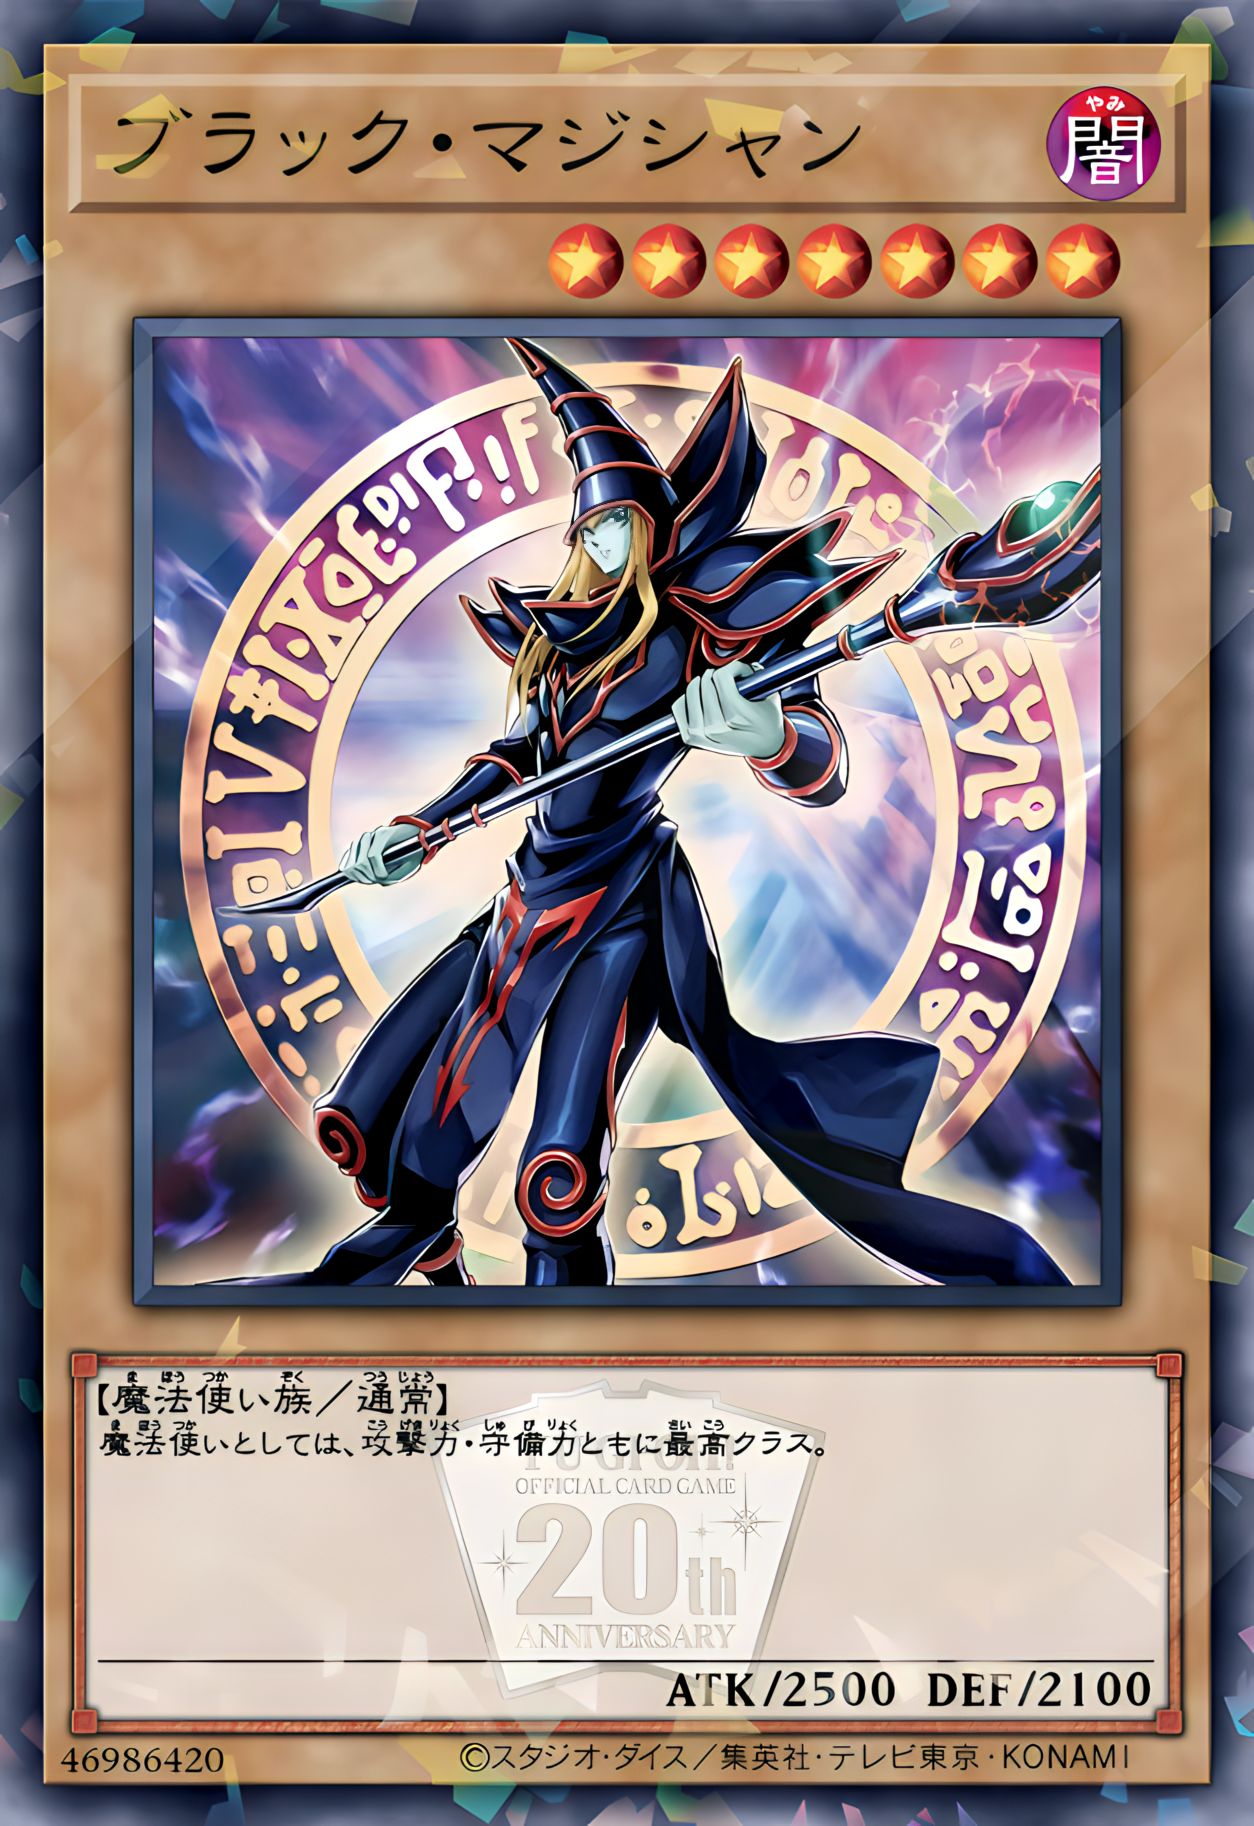 ブラック・マジシャン
やみ
闇
【魔法使い族／通常】
魔法使いとしては、攻撃力・守備力ともに最高クラス。
YU-GI-OH!
OFFICIAL CARD GAME
20th
ANNIVERSARY
ATK/2500 DEF/2100
46986420
©スタジオ・ダイス／集英社・テレビ東京・KONAMI